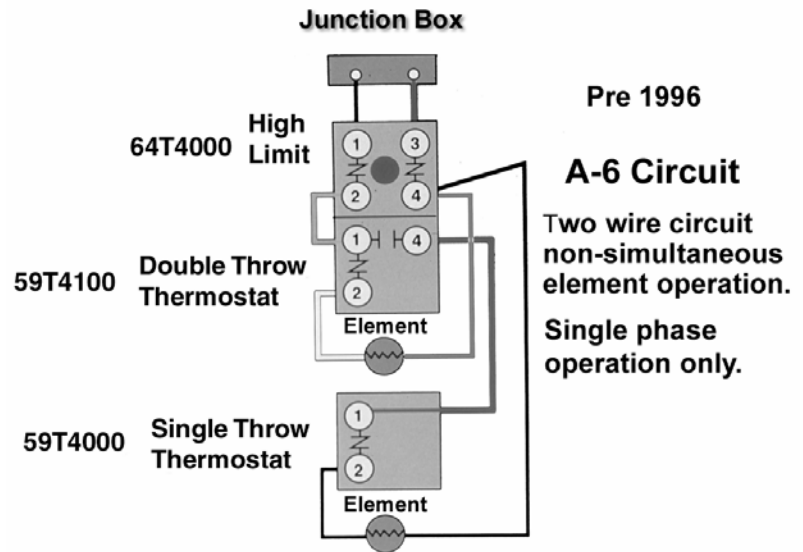 Junction Box
Pre 1996
64T4000
High
Limit
1
3
2
4
A-6 Circuit
Two wire circuit
non-simultaneous
element operation.
Single phase
operation only.
59T4100
Double Throw
Thermostat
1
4
2
Element
59T4000
Single Throw
Thermostat
1
2
Element